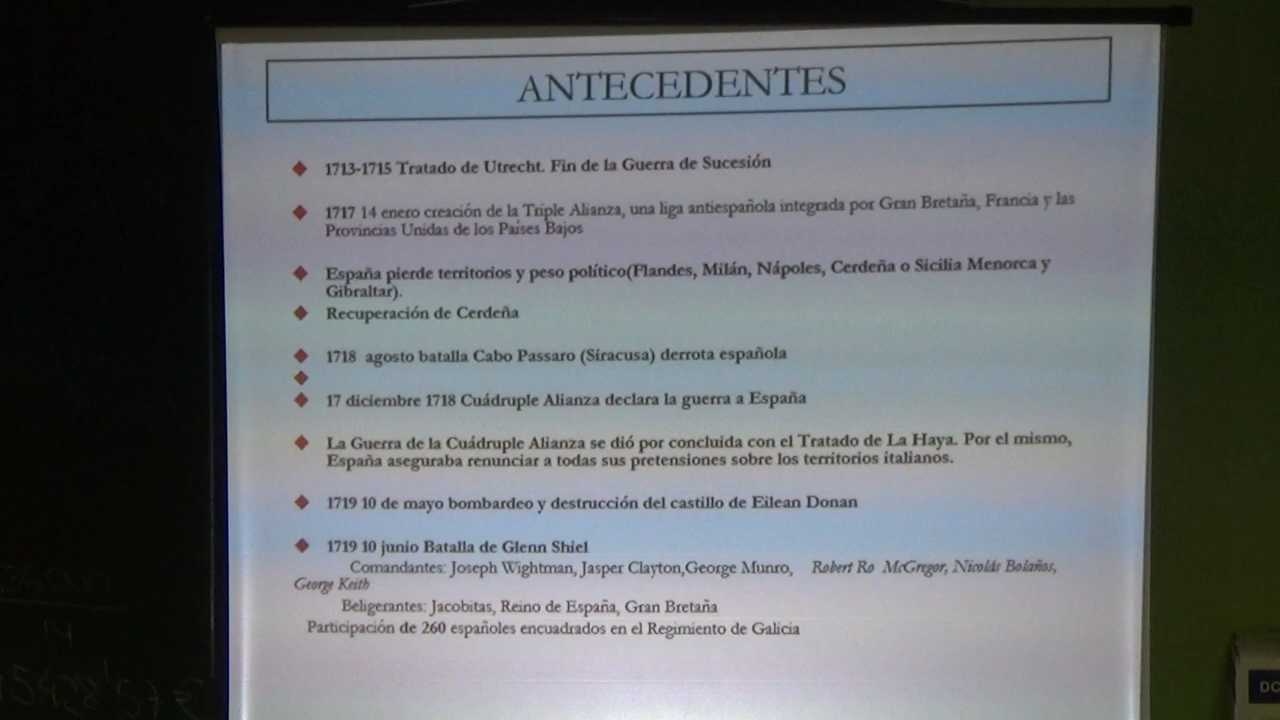 ANTECEDENTES
1713-1715 Tratado de Utrecht. Fin de la Guerra de Sucesión
1717 14 enero creación de la Triple Alianza, una liga antiespañola integrada por Gran Bretaña, Francia y las
Provincias Unidas de los Países Bajos
España pierde territorios y peso político(Flandes, Milán, Nápoles, Cerdeña o Sicilia Menorca y
Gibraltar).
Recuperación de Cerdeña
1718 agosto batalla Cabo Passaro (Siracusa) derrota española
17 diciembre 1718 Cuádruple Alianza declara la guerra a España
La Guerra de la Cuádruple Alianza se dió por concluida con el Tratado de La Haya. Por el mismo,
España aseguraba renunciar a todas sus pretensiones sobre los territorios italianos.
1719 10 de mayo bombardeo y destrucción del castillo de Eilean Donan
1719 10 junio Batalla de Glenn Shiel
Comandantes: Joseph Wightman, Jasper Clayton,George Munro, Robert Ro McGregor, Nicolás Bolaños,
George Keith
Beligerantes: Jacobitas, Reino de España, Gran Bretaña
Participación de 260 españoles encuadrados en el Regimiento de Galicia
14
DC